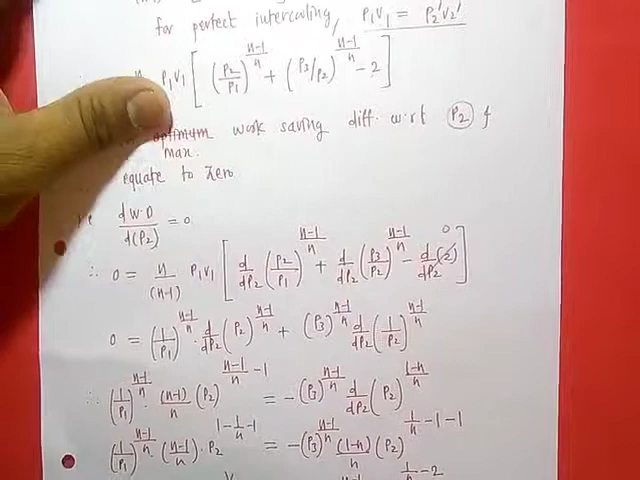 for perfect intercooling, P₁V₁ = P₂'V₂'
P₁V₁ [ (P₂/P₁)^((n-1)/n) + (P₃/P₂)^((n-1)/n) - 2 ]
optimum work saving diff. w.r.t (P₂) &
max.
equate to zero
dW.D/d(P₂) = 0
∴ 0 = n/(n-1) P₁V₁ [ d/dP₂ (P₂/P₁)^((n-1)/n) + d/dP₂ (P₃/P₂)^((n-1)/n) - d/dP₂ (2) ] 0
0 = (1/P₁)^((n-1)/n) . d/dP₂ (P₂)^((n-1)/n) + (P₃)^((n-1)/n) d/dP₂ (1/P₂)^((n-1)/n)
∴ (1/P₁)^((n-1)/n) . (n-1)/n (P₂)^((n-1)/n - 1) = -(P₃)^((n-1)/n) d/dP₂ (P₂)^((1-n)/n)
(1/P₁)^((n-1)/n) (n-1)/n . P₂^(1 - 1/n - 1) = -(P₃)^((n-1)/n) (1-n)/n (P₂)^(1/n - 1 - 1)
1/n - 2